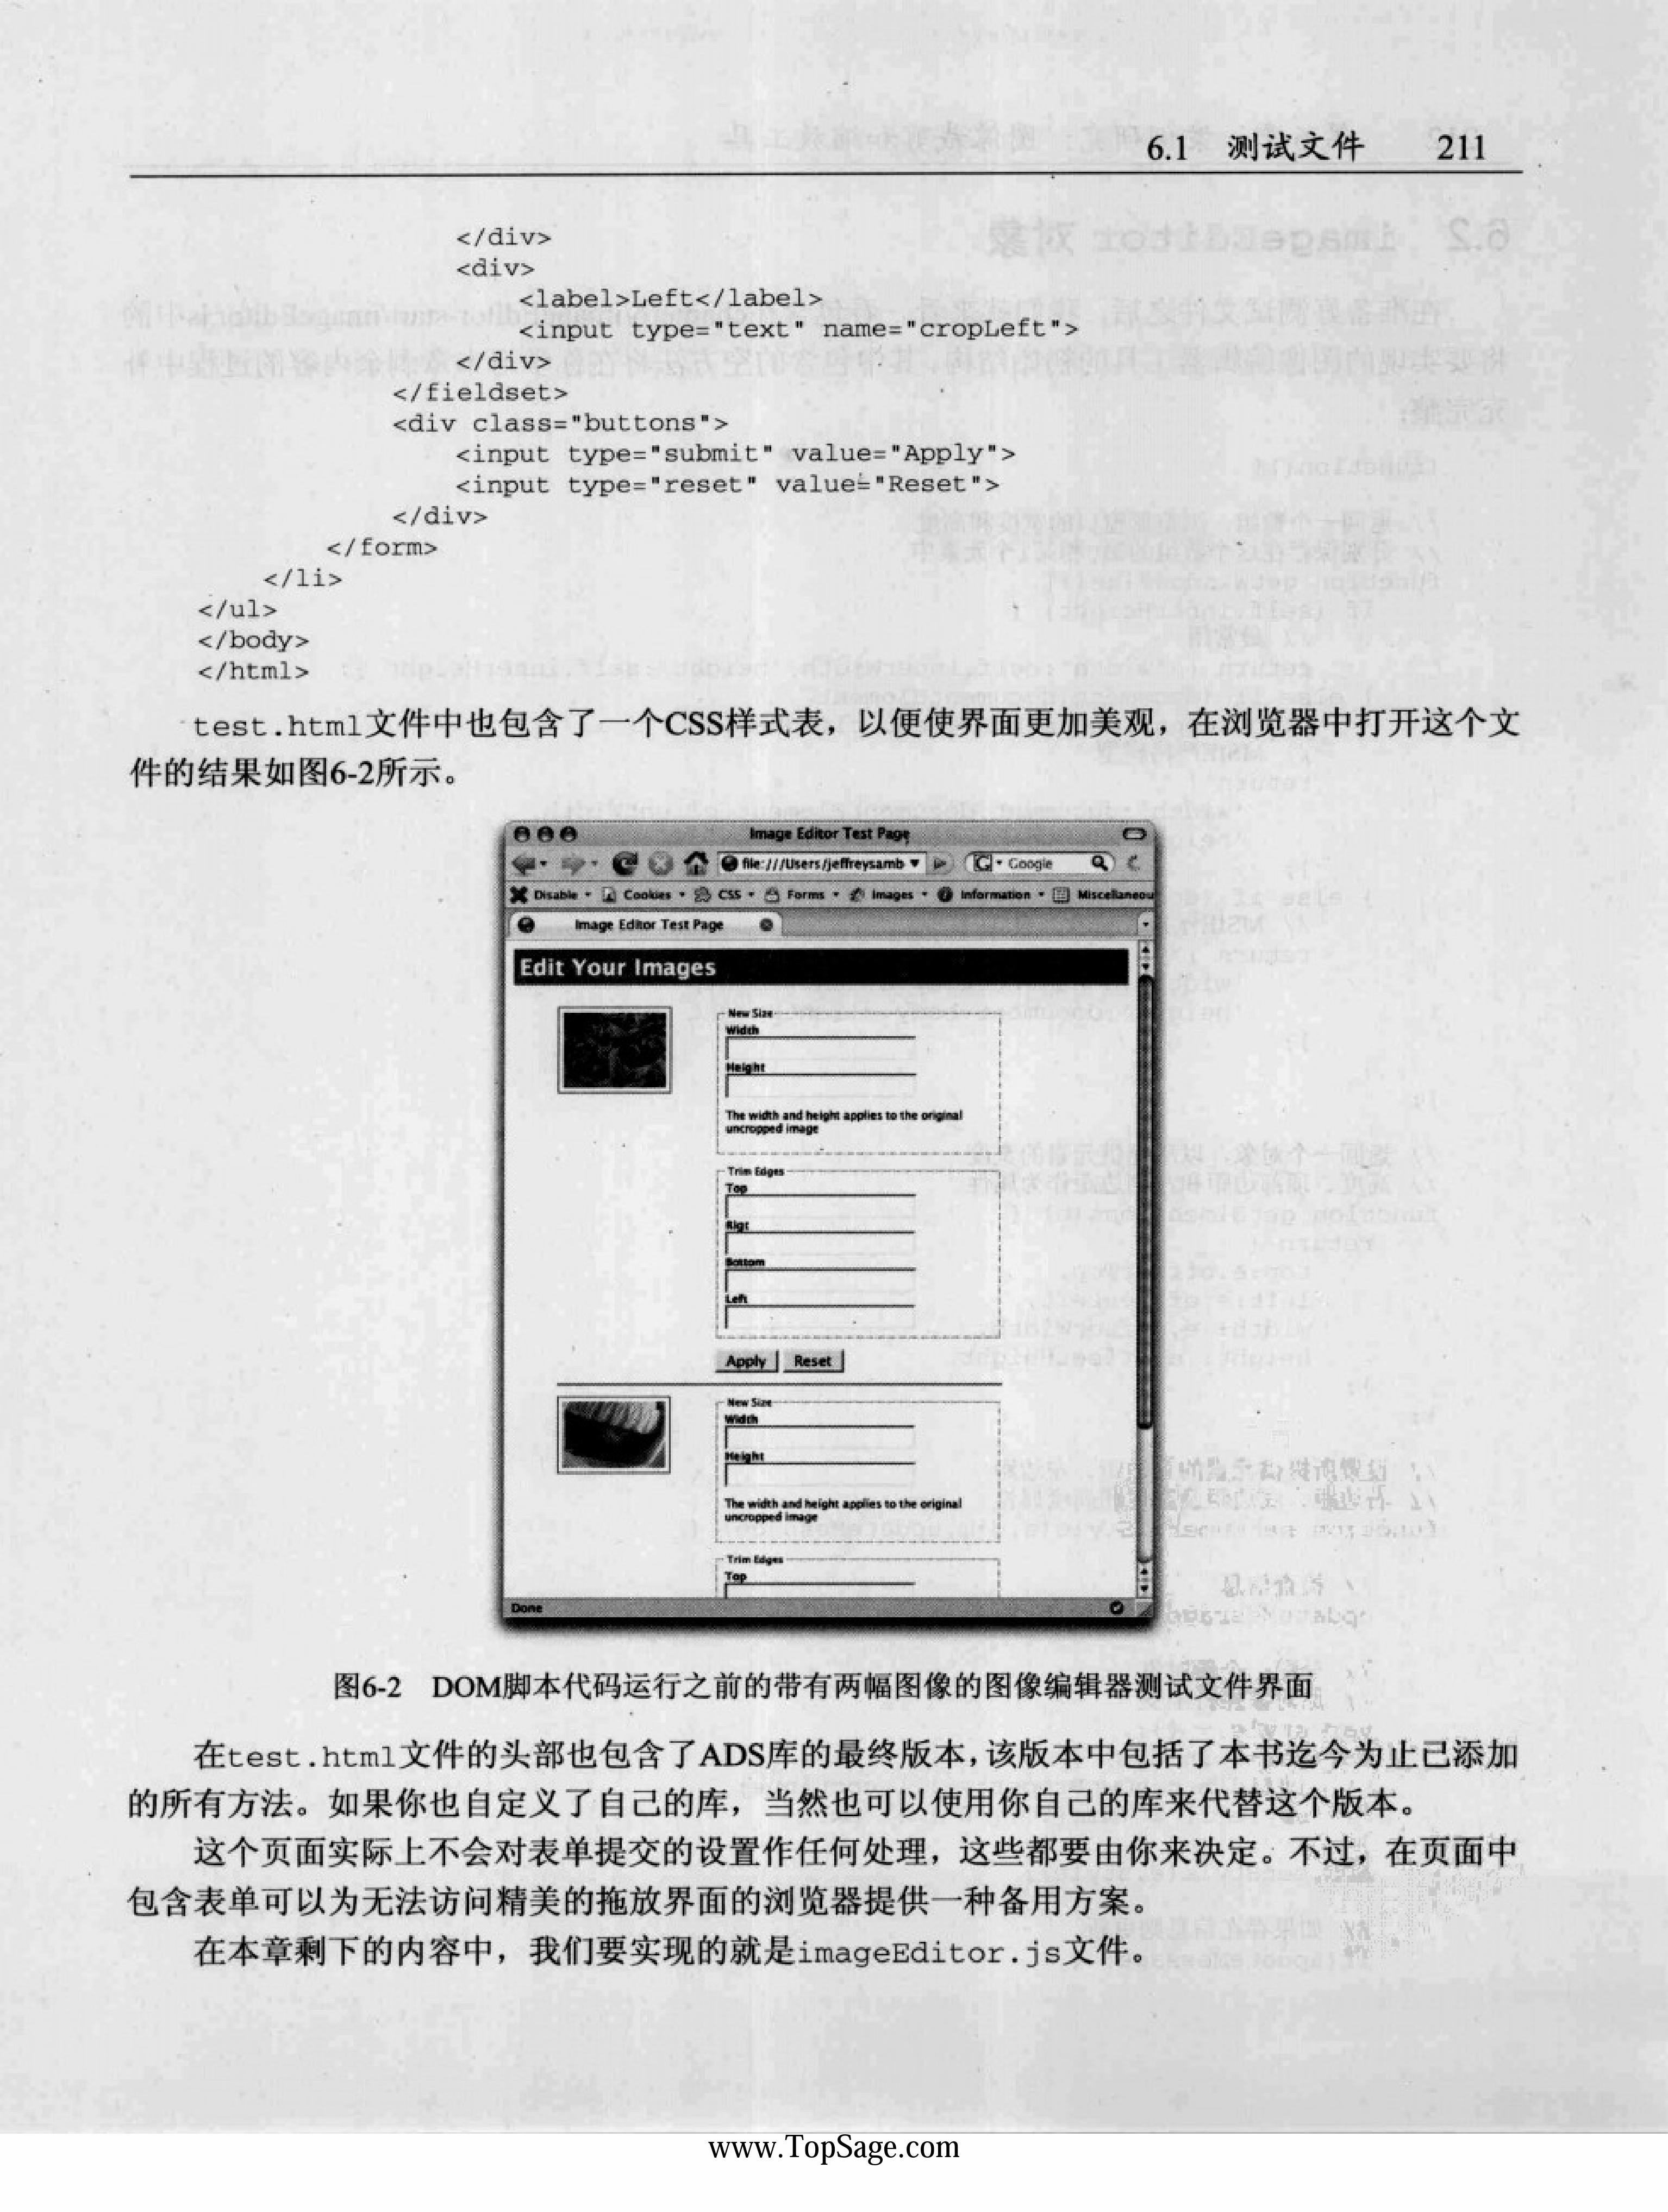 6.1 测试文件 211
</div>
<div>
<label>Left</label>
<input type="text" name="cropLeft">
</div>
</fieldset>
<div class="buttons">
<input type="submit" value="Apply">
<input type="reset" value="Reset">
</div>
</form>
</li>
</ul>
</body>
</html>
test.html文件中也包含了一个CSS样式表，以便使界面更加美观，在浏览器中打开这个文
件的结果如图6-2所示。
Image Editor Test Page
file:///Users/jeffreysamb Google
Disable Cookies CSS Forms Images Information Miscellaneou
Image Editor Test Page
Edit Your Images
New Size
Width
Height
The width and height applies to the original
uncropped image
Trim Edges
Top
Rigt
Bottom
Left
Apply Reset
New Size
Width
Height
The width and height applies to the original
uncropped image
Trim Edges
Top
Done
图6-2 DOM脚本代码运行之前的带有两幅图像的图像编辑器测试文件界面
在test.html文件的头部也包含了ADS库的最终版本，该版本中包括了本书迄今为止已添加
的所有方法。如果你也自定义了自己的库，当然也可以使用你自己的库来代替这个版本。
这个页面实际上不会对表单提交的设置作任何处理，这些都要由你来决定。不过，在页面中
包含表单可以为无法访问精美的拖放界面的浏览器提供一种备用方案。
在本章剩下的内容中，我们要实现的就是imageEditor.js文件。
www.TopSage.com